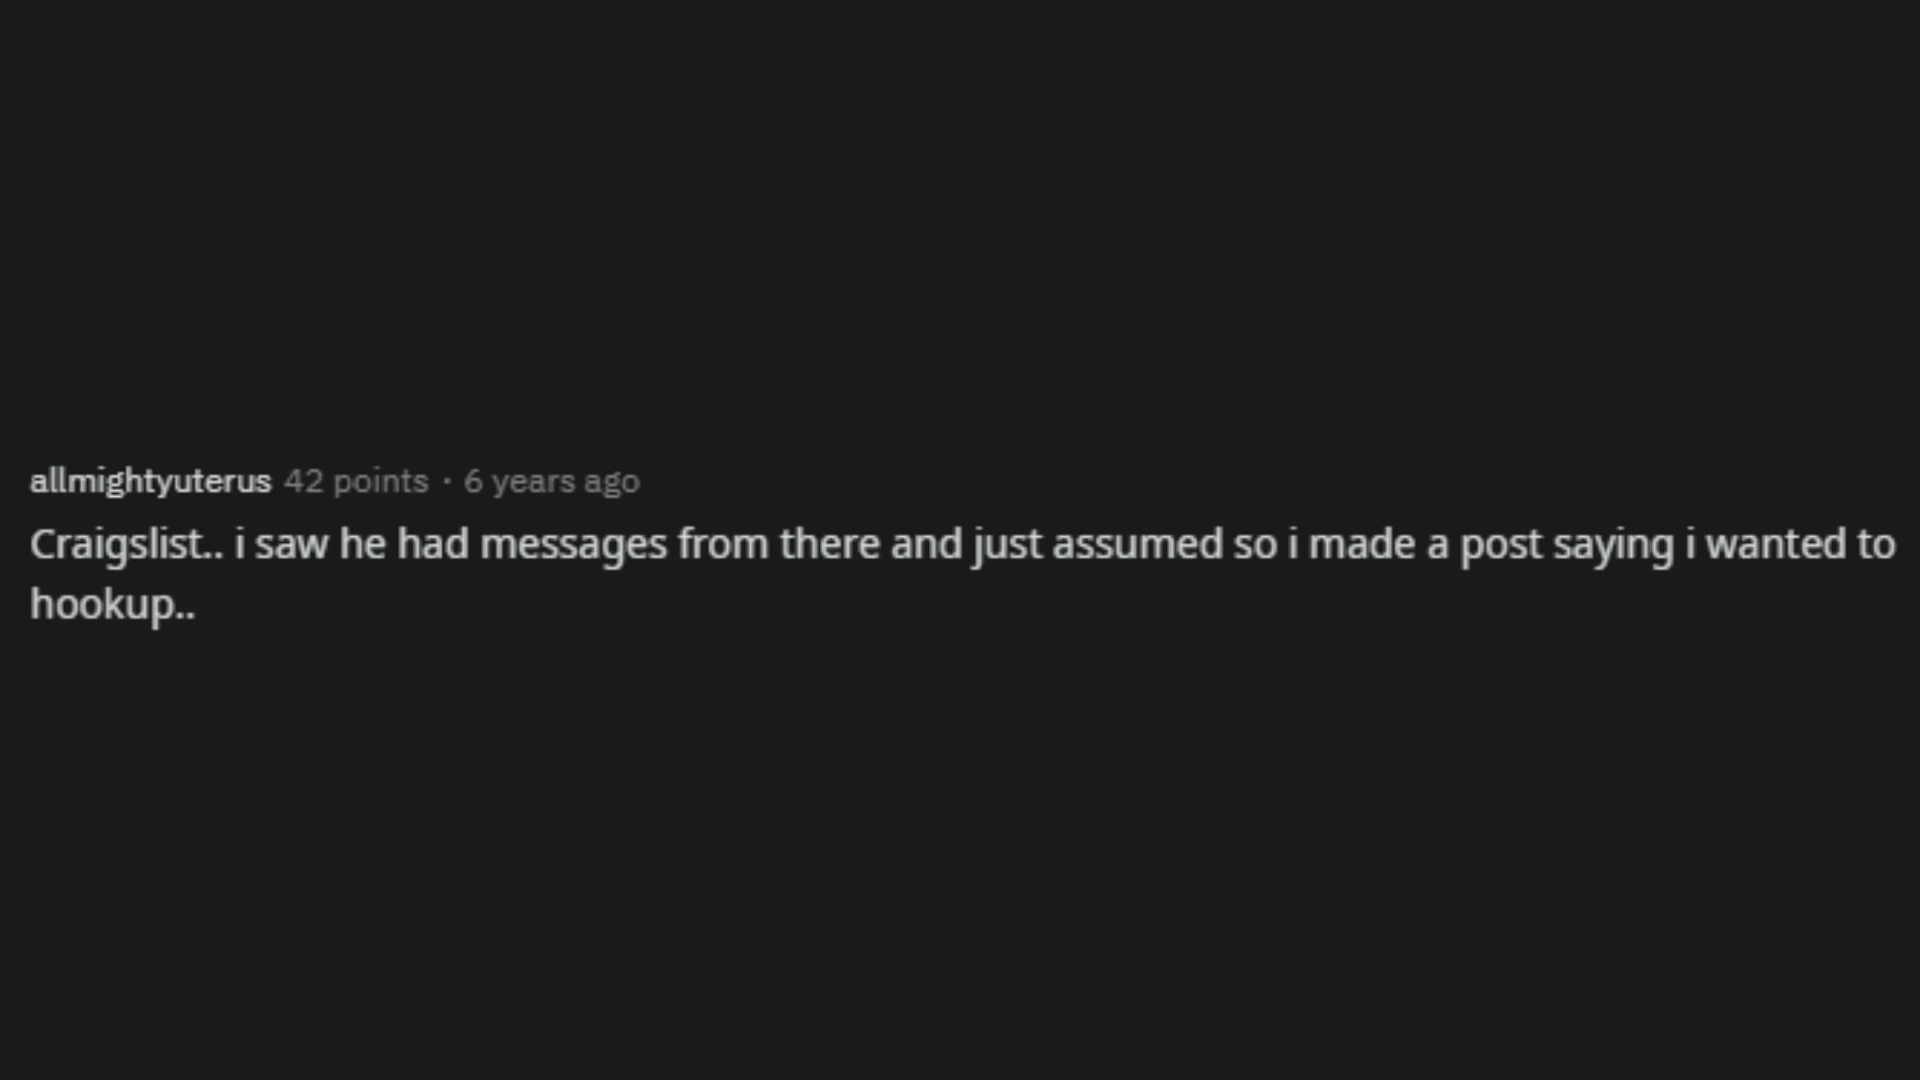 allmightyuterus 42 points · 6 years ago
Craigslist.. i saw he had messages from there and just assumed so i made a post saying i wanted to
hookup..